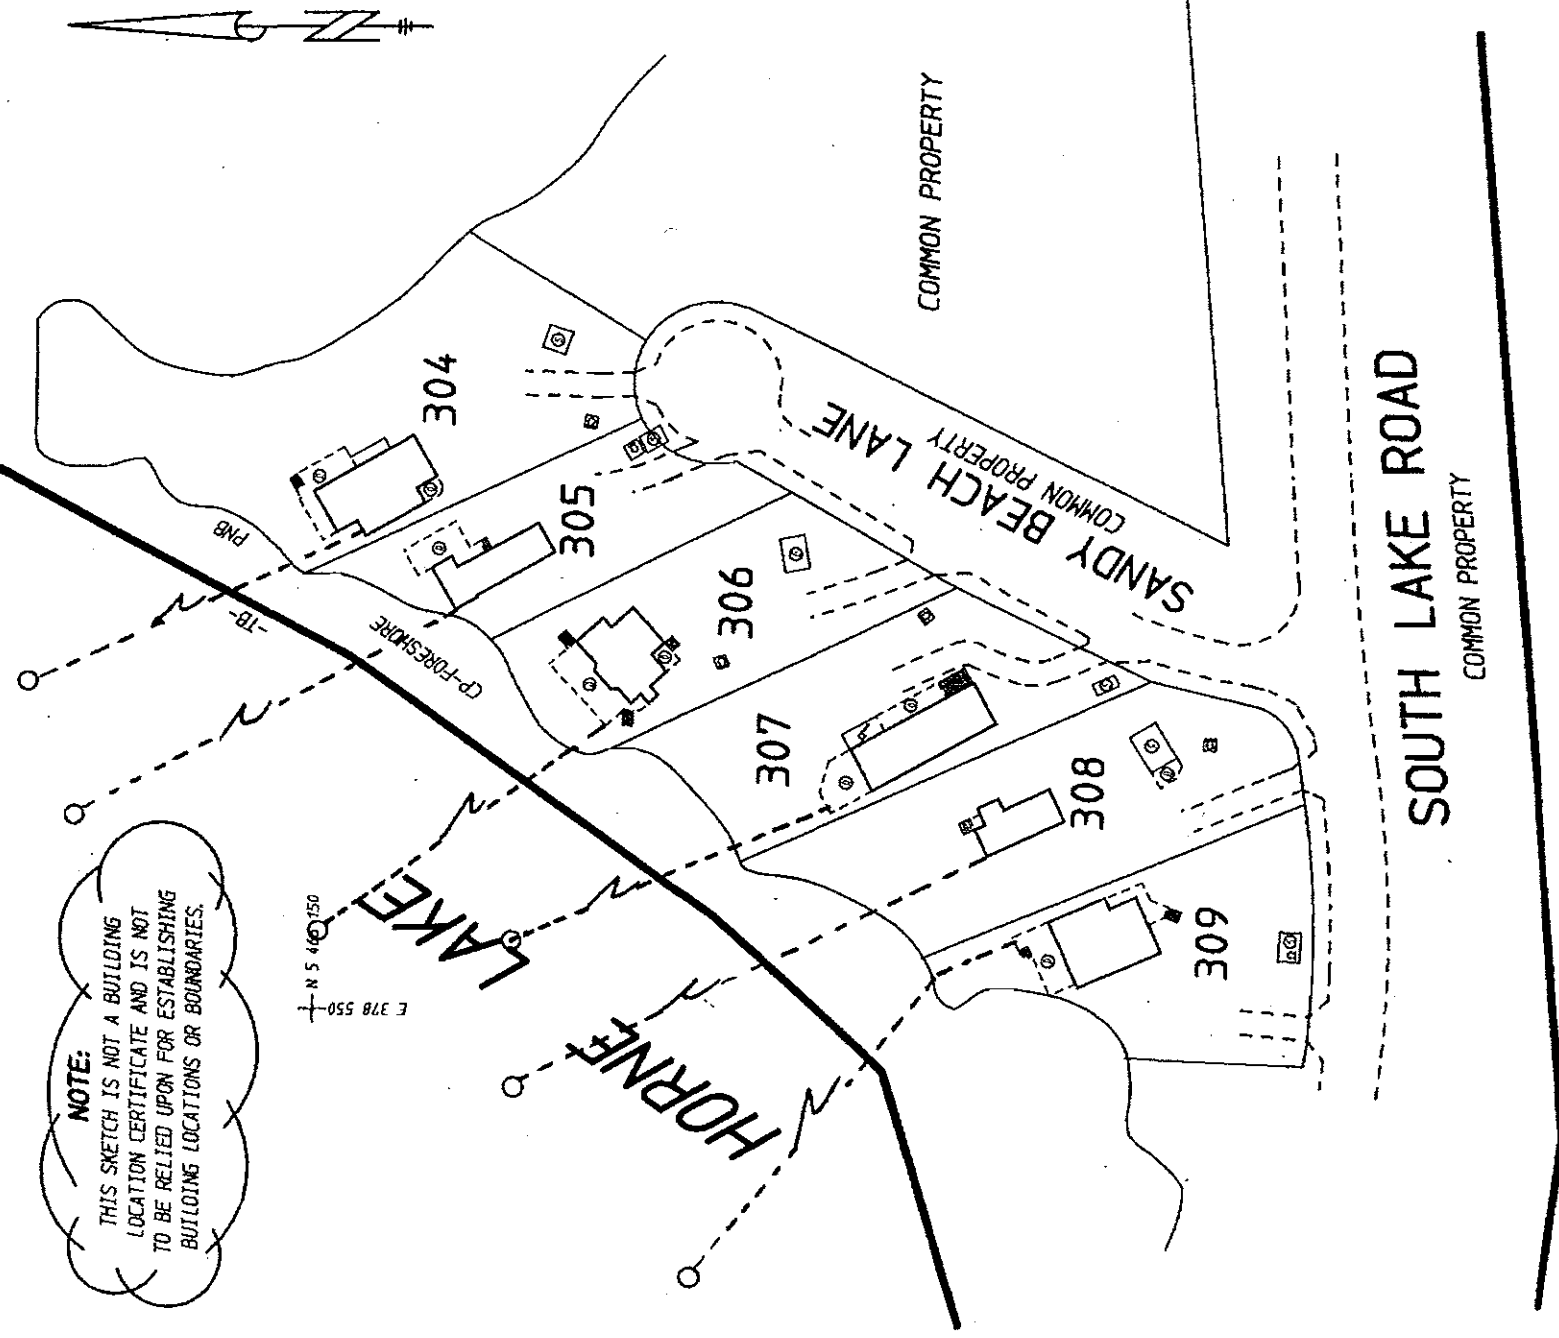 NOTE:
THIS SKETCH IS NOT A BUILDING
LOCATION CERTIFICATE AND IS NOT
TO BE RELIED UPON FOR ESTABLISHING
BUILDING LOCATIONS OR BOUNDARIES.
N
E 378 550
HORNE LAKE
-TB-
PNB
CP-FORESHORE
304
305
306
307
308
309
SANDY BEACH LANE
COMMON PROPERTY
COMMON PROPERTY
SOUTH LAKE ROAD
COMMON PROPERTY